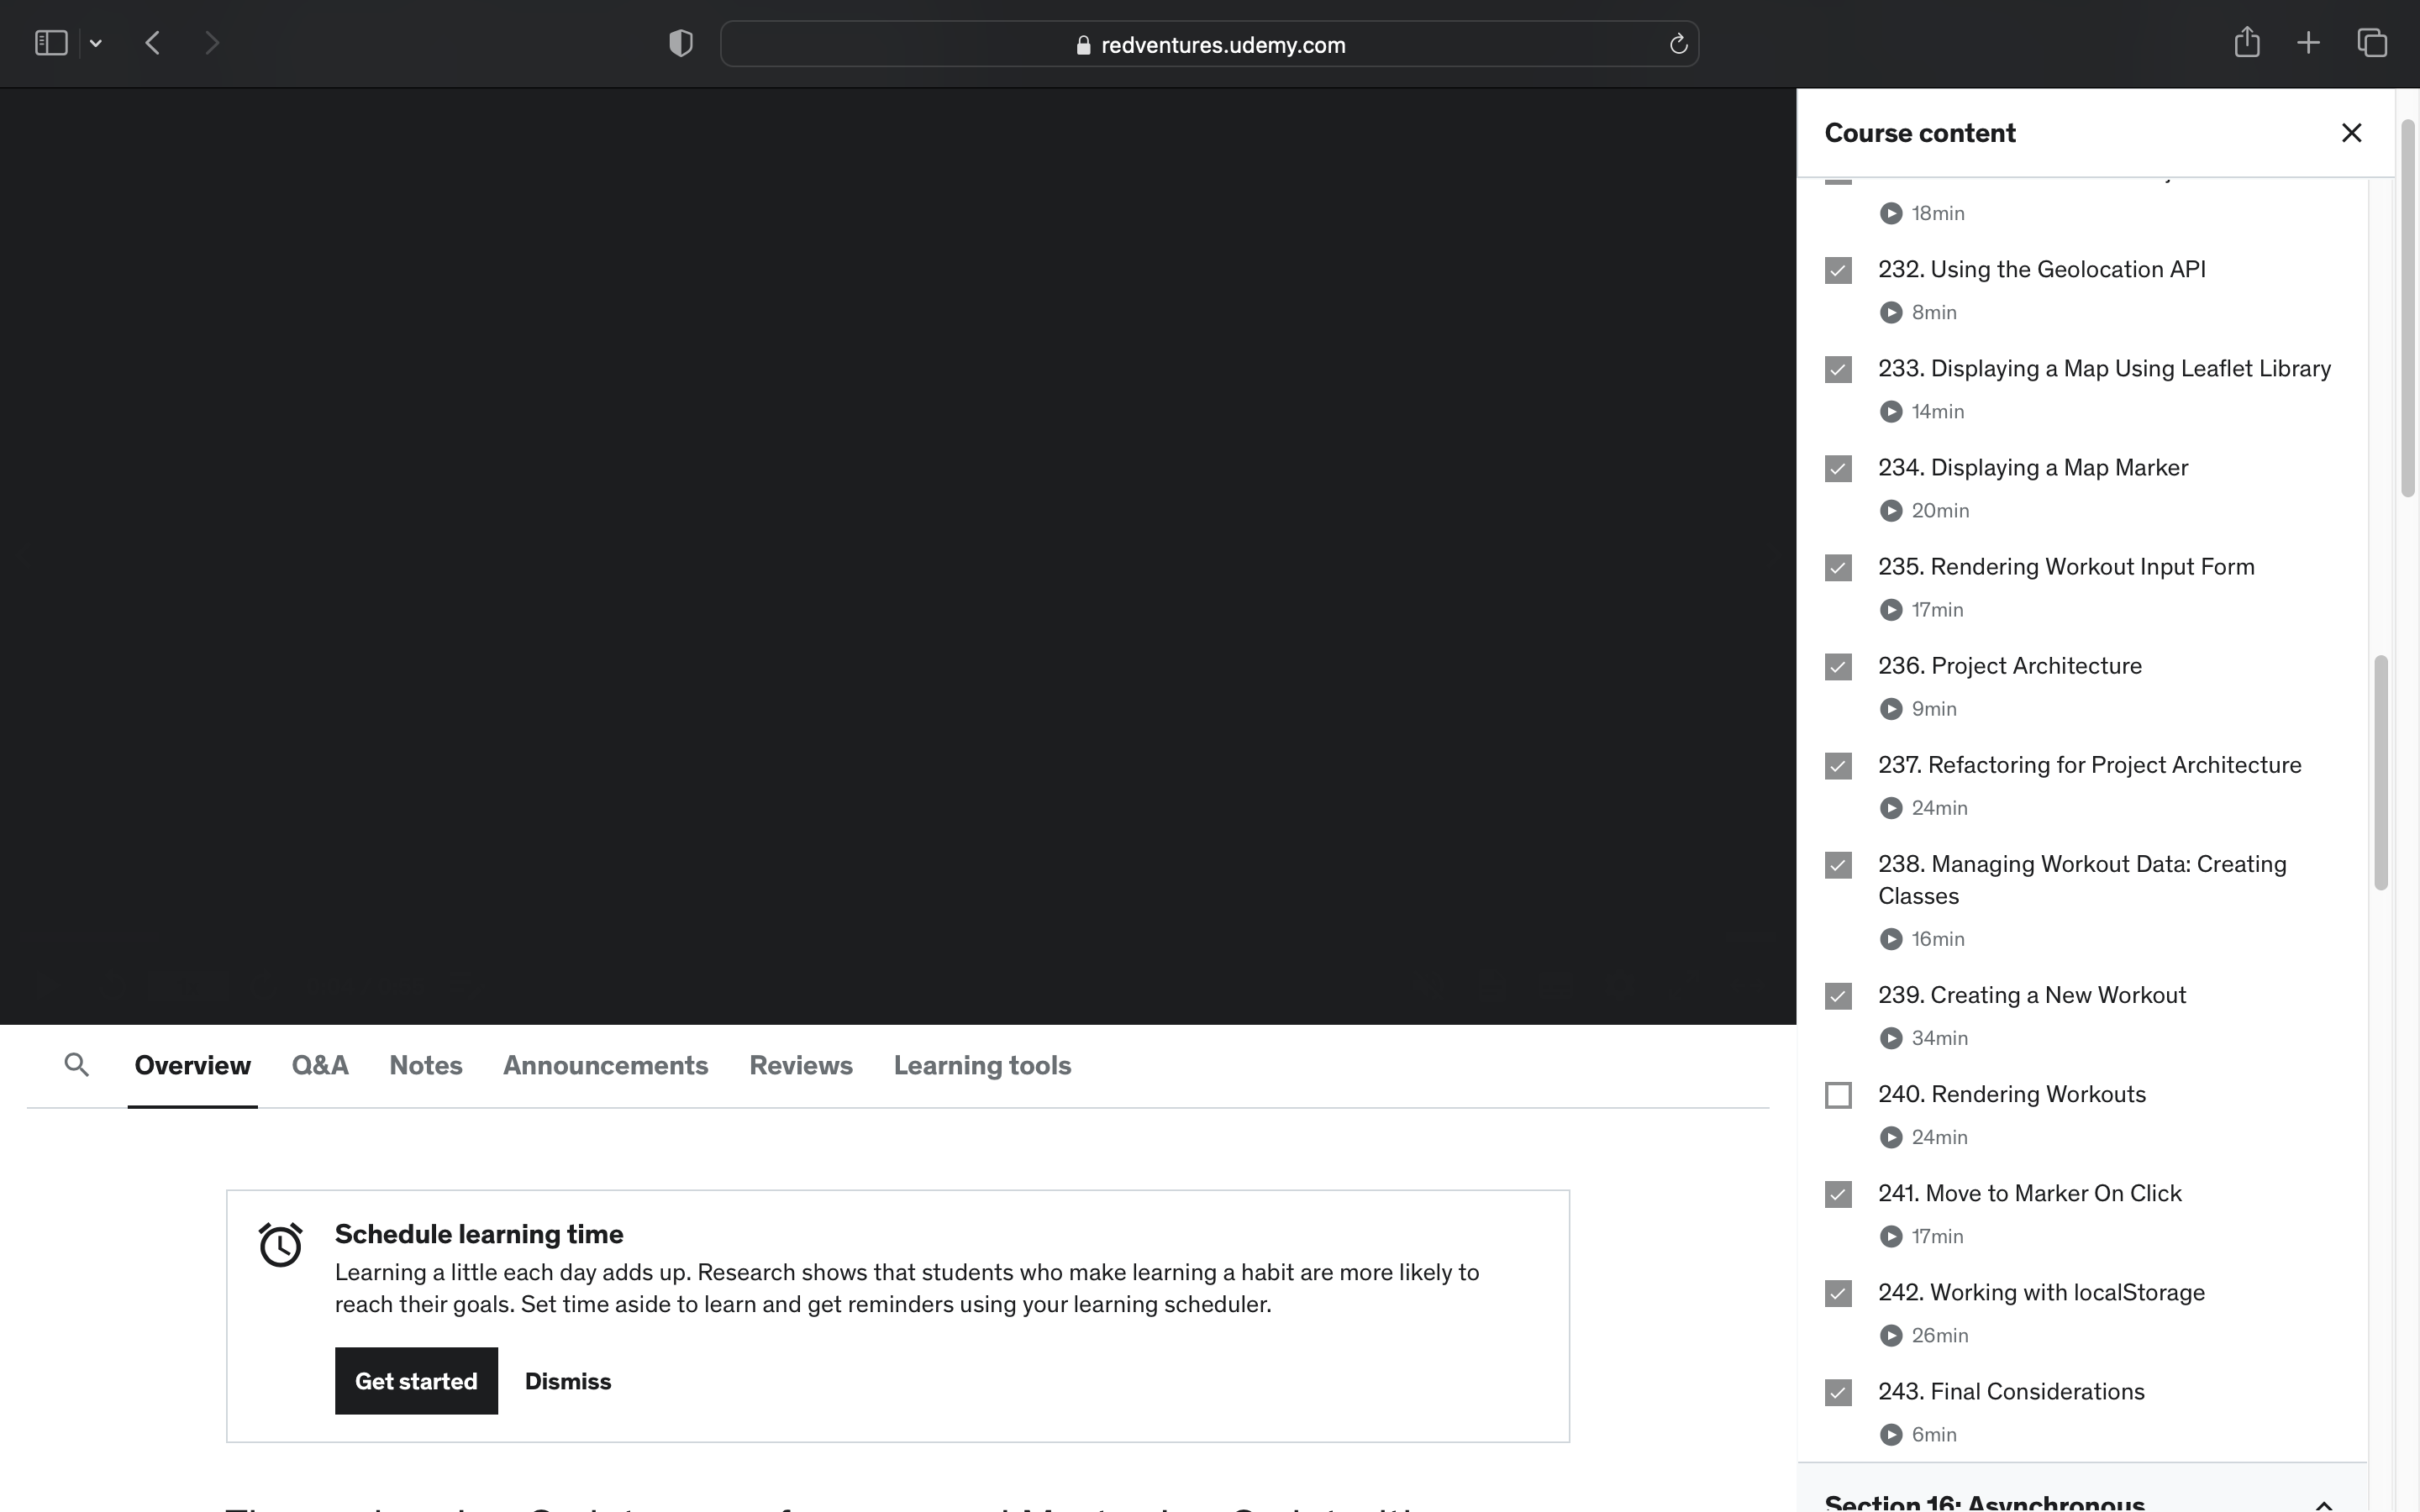 redventures.udemy.com
Course content
18min
232. Using the Geolocation API
8min
233. Displaying a Map Using Leaflet Library
14min
234. Displaying a Map Marker
20min
235. Rendering Workout Input Form
17min
236. Project Architecture
9min
237. Refactoring for Project Architecture
24min
238. Managing Workout Data: Creating
Classes
16min
239. Creating a New Workout
34min
240. Rendering Workouts
24min
241. Move to Marker On Click
17min
242. Working with localStorage
26min
243. Final Considerations
6min
Section 16: Asynchronous
Overview Q&A Notes Announcements Reviews Learning tools
Schedule learning time
Learning a little each day adds up. Research shows that students who make learning a habit are more likely to
reach their goals. Set time aside to learn and get reminders using your learning scheduler.
Get started Dismiss